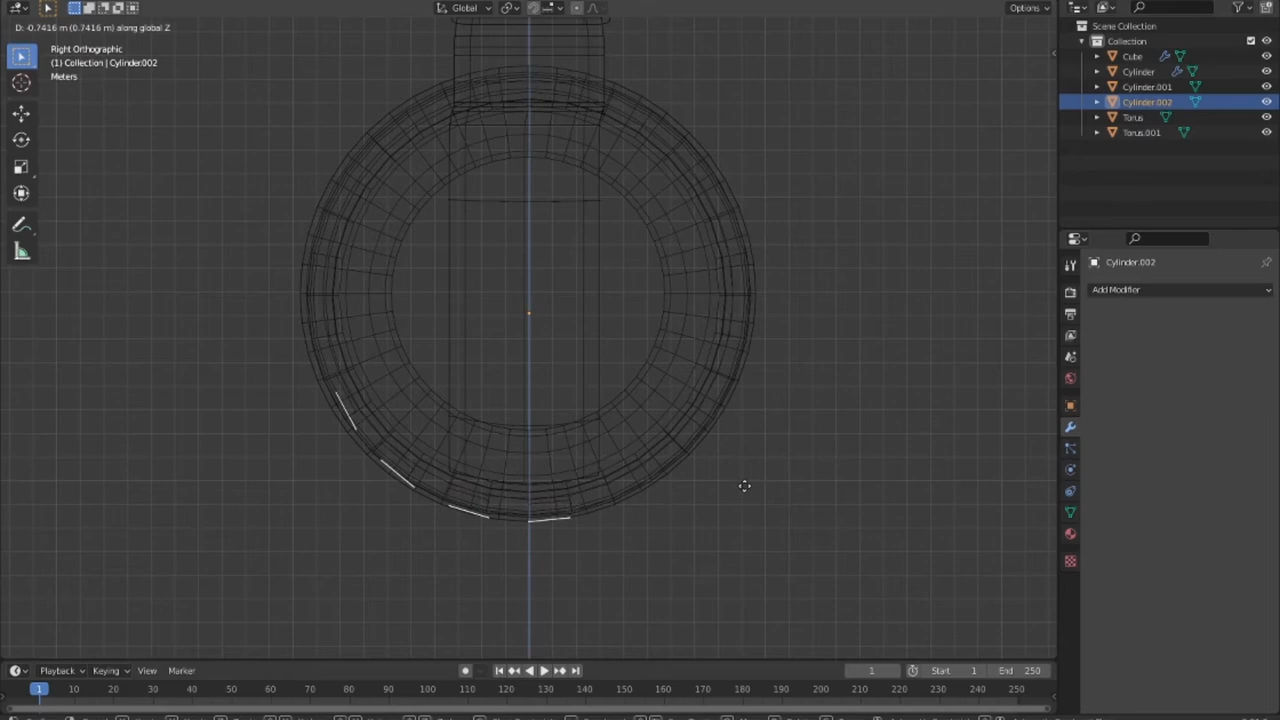 Global
Options
D: -0.7416 m (0.7416 m) along global Z
Right Orthographic
(1) Collection | Cylinder.002
Meters
Scene Collection
Collection
Cube
Cylinder
Cylinder.001
Cylinder.002
Torus
Torus.001
Cylinder.002
Add Modifier
Playback
Keying
View
Marker
1
Start 1
End 250
1 10 20 30 40 50 60 70 80 90 100 110 120 130 140 150 160 170 180 190 200 210 220 230 240 250